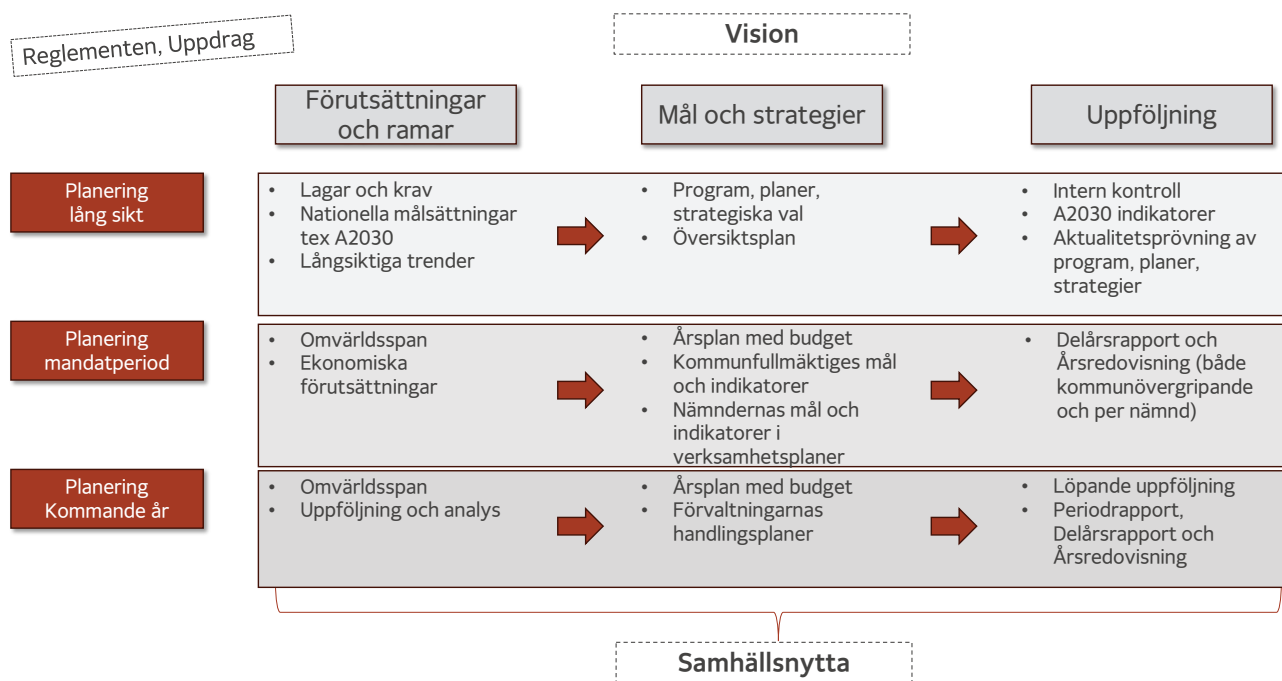 Reglementen, Uppdrag
Vision
Förutsättningar
och ramar
Mål och strategier
Uppföljning
Planering
lång sikt
• Lagar och krav
• Nationella målsättningar
tex A2030
• Långsiktiga trender
• Program, planer,
strategiska val
• Översiktsplan
• Intern kontroll
• A2030 indikatorer
• Aktualitetsprövning av
program, planer,
strategier
Planering
mandatperiod
• Omvärldsspan
• Ekonomiska
förutsättningar
• Årsplan med budget
• Kommunfullmäktiges mål
och indikatorer
• Nämndernas mål och
indikatorer i
verksamhetsplaner
• Delårsrapport och
Årsredovisning (både
kommunövergripande
och per nämnd)
Planering
Kommande år
• Omvärldsspan
• Uppföljning och analys
• Årsplan med budget
• Förvaltningarnas
handlingsplaner
• Löpande uppföljning
• Periodrapport,
Delårsrapport och
Årsredovisning
Samhällsnytta